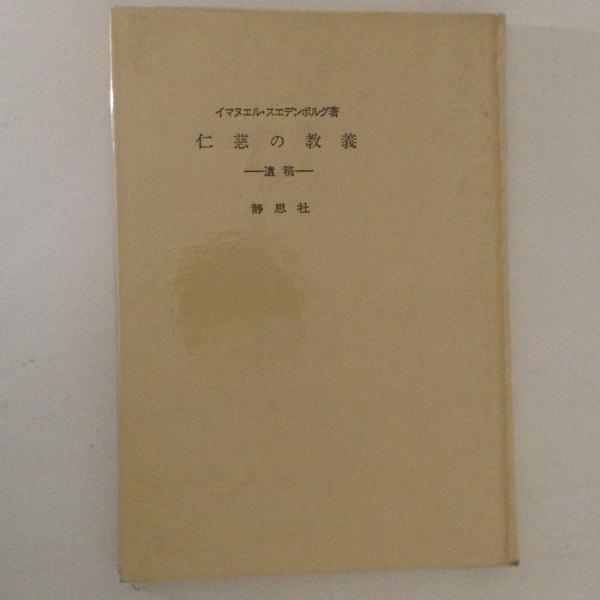 イマヌエル・スエデンボルグ著
仁慈の教義
―遺稿―
静思社